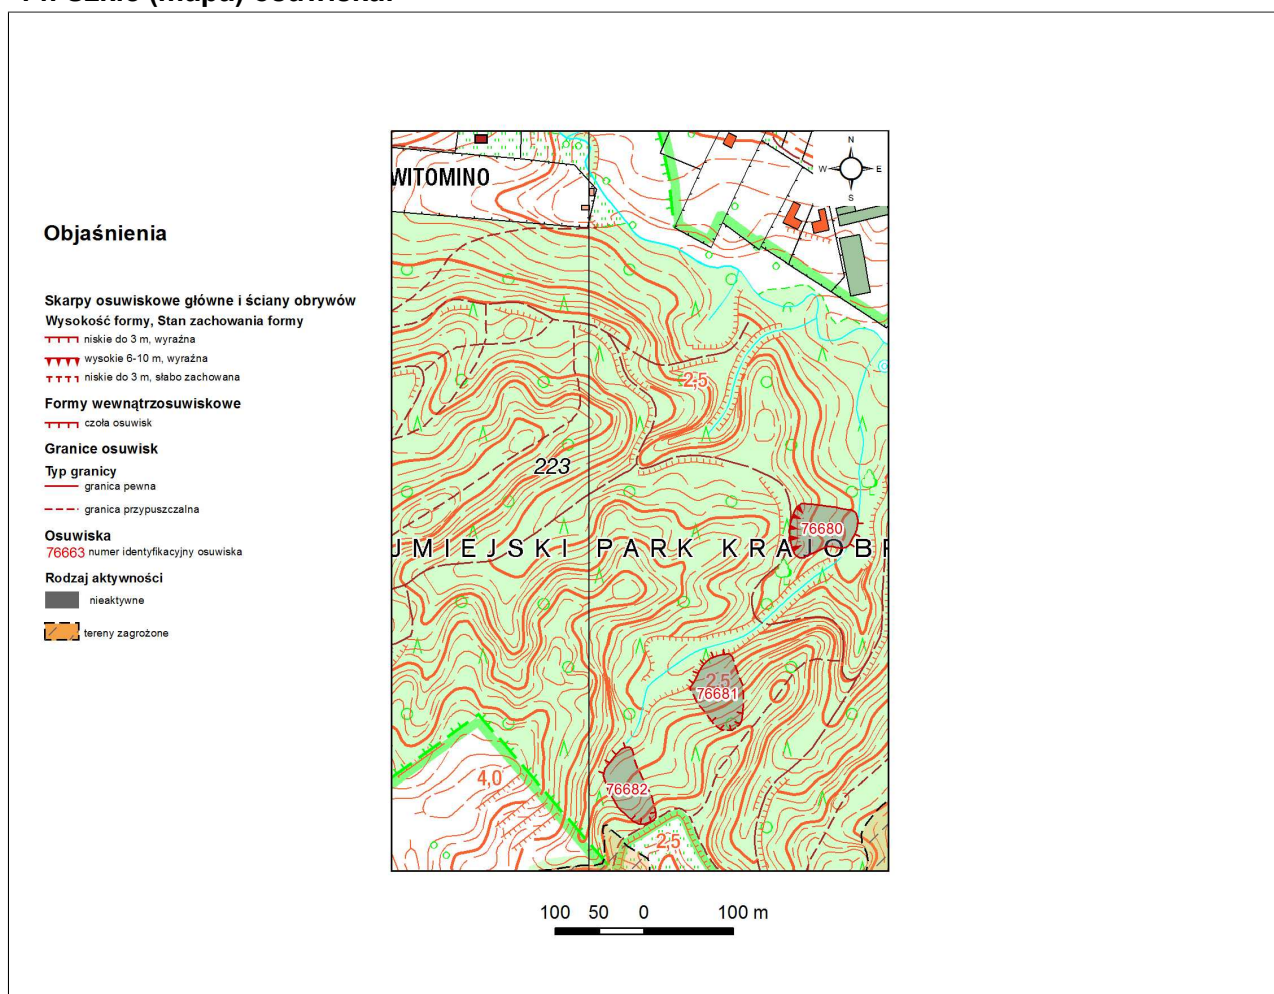 Objaśnienia
Skarpy osuwiskowe główne i ściany obrywów
Wysokość formy, Stan zachowania formy
niskie do 3 m, wyraźna
wysokie 6-10 m, wyraźna
niskie do 3 m, słabo zachowana
Formy wewnątrzosuwiskowe
czoła osuwisk
Granice osuwisk
Typ granicy
granica pewna
granica przypuszczalna
Osuwiska
76663 numer identyfikacyjny osuwiska
Rodzaj aktywności
nieaktywne
tereny zagrożone
N
W E
S
WITOMINO
2,5
223
76680
JMIEJSKI PARK KRAJOBR
2,5
76681
4,0
76682
2,5
100 50 0 100 m